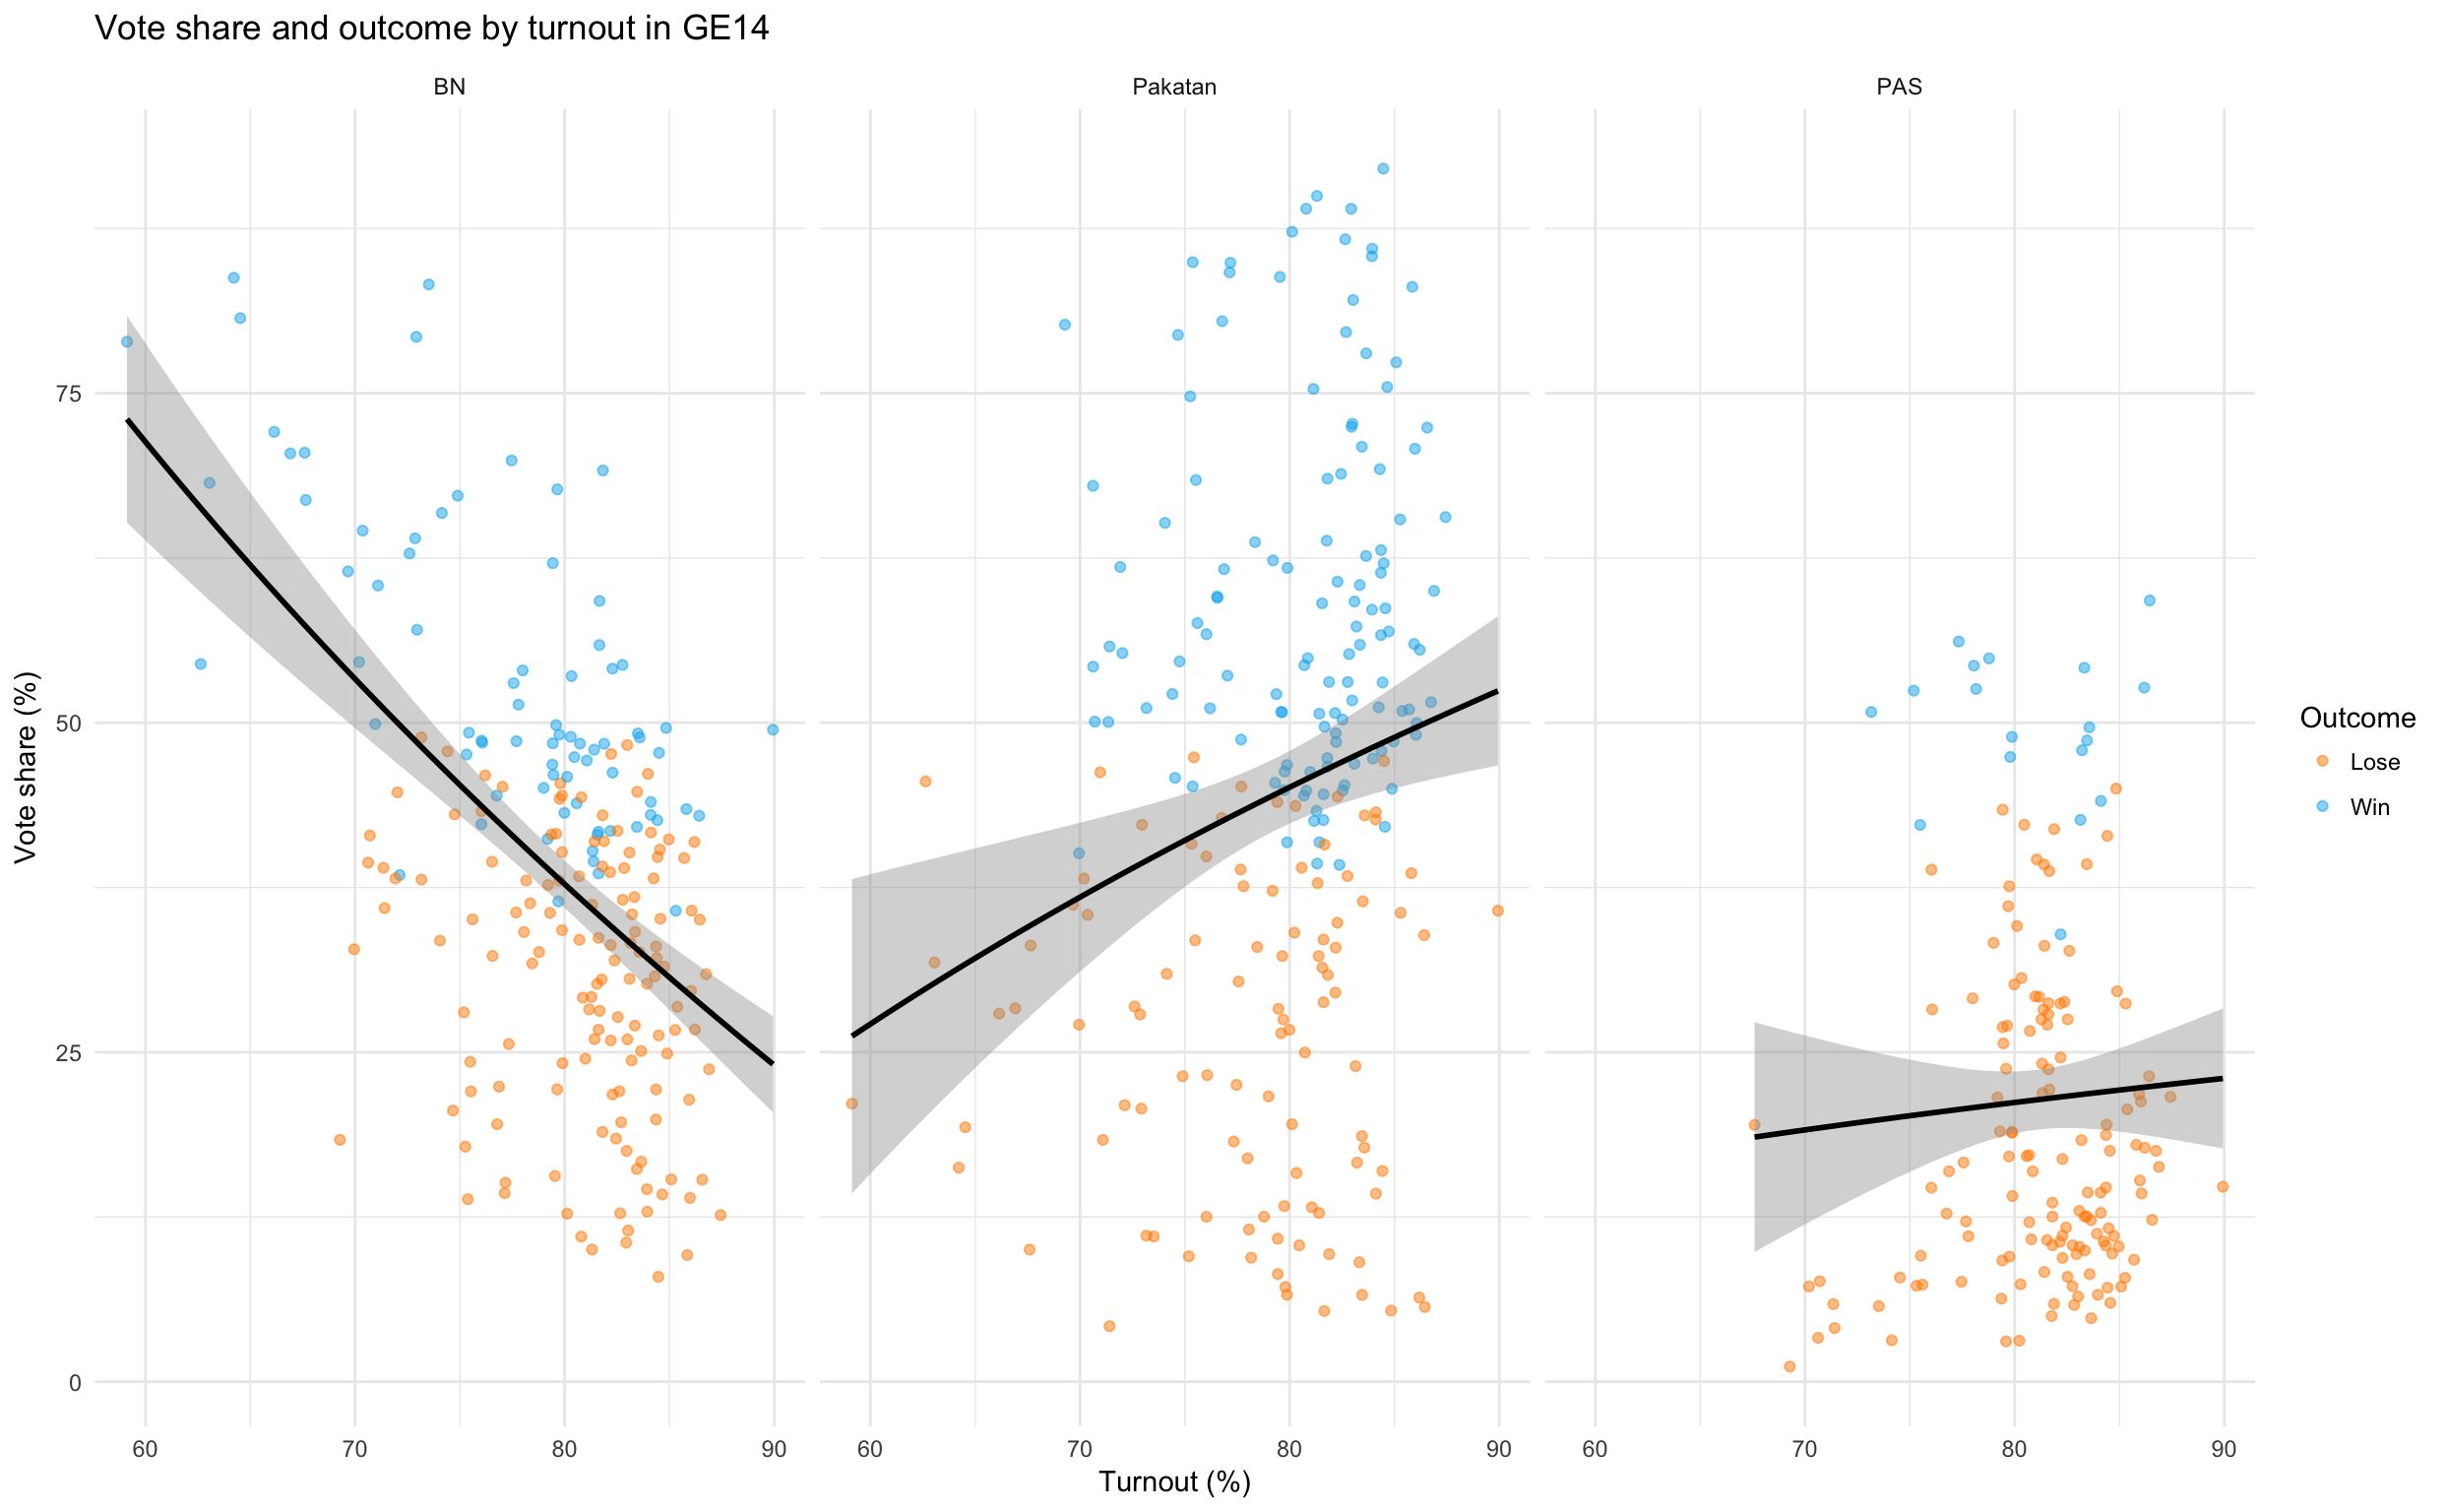 Vote share and outcome by turnout in GE14
BN
Pakatan
PAS
Vote share (%)
75
50
25
0
60 70 80 90
60 70 80 90
60 70 80 90
Turnout (%)
Outcome
Lose
Win